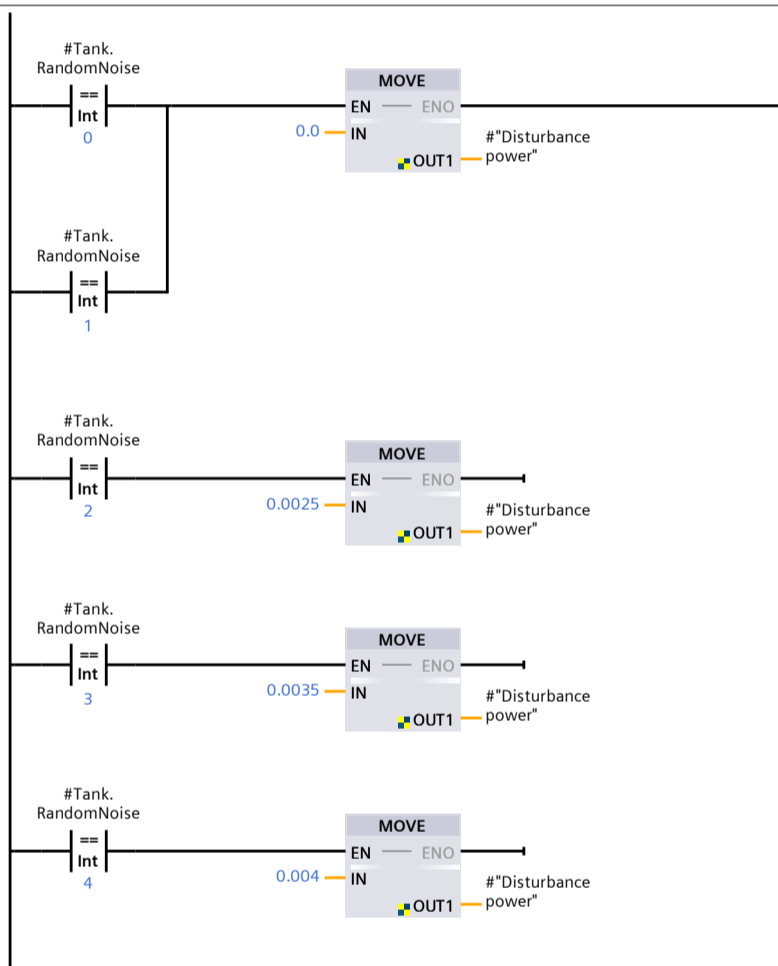 #Tank.
RandomNoise
==
Int
0
MOVE
EN ENO
0.0 IN
OUT1
#"Disturbance
power"
#Tank.
RandomNoise
==
Int
1
#Tank.
RandomNoise
==
Int
2
MOVE
EN ENO
0.0025 IN
OUT1
#"Disturbance
power"
#Tank.
RandomNoise
==
Int
3
MOVE
EN ENO
0.0035 IN
OUT1
#"Disturbance
power"
#Tank.
RandomNoise
==
Int
4
MOVE
EN ENO
0.004 IN
OUT1
#"Disturbance
power"